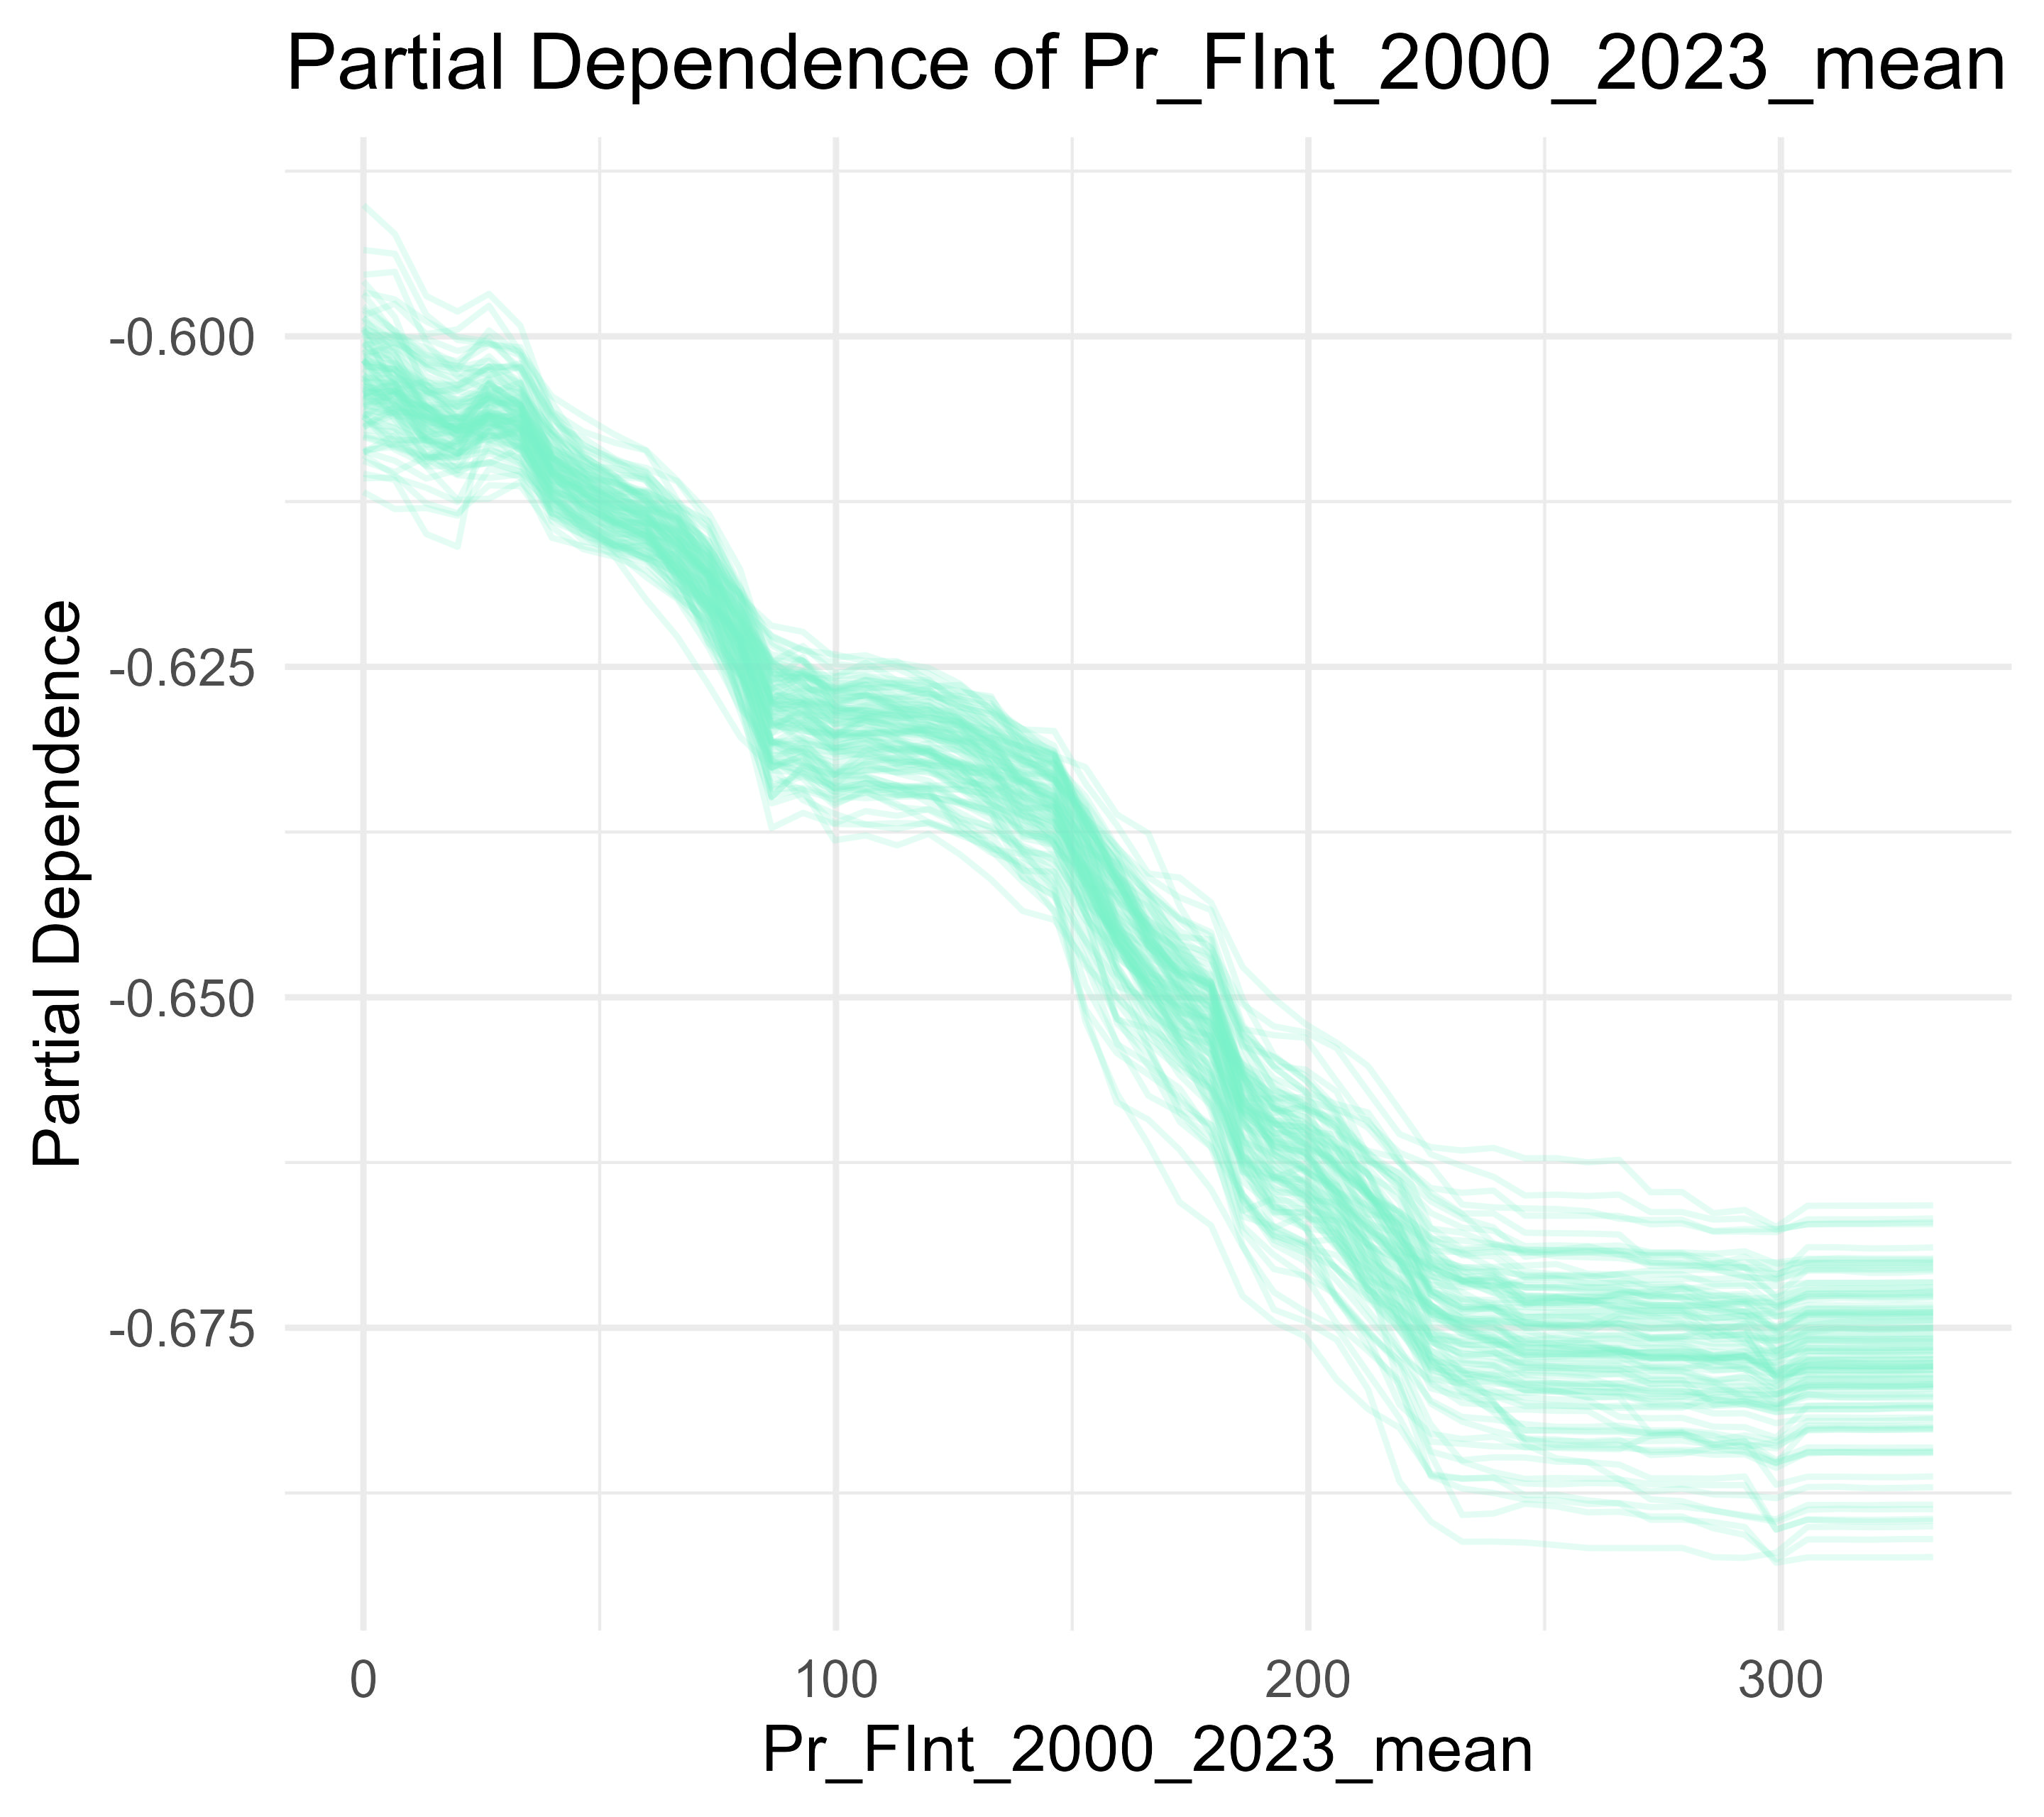 Partial Dependence of Pr_FInt_2000_2023_mean
Partial Dependence
-0.600
-0.625
-0.650
-0.675
0
100
200
300
Pr_FInt_2000_2023_mean